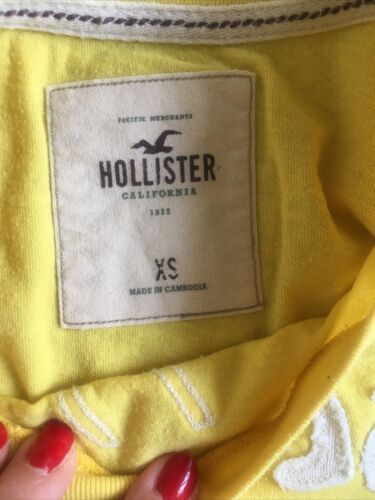 PACIFIC MERCHANTS
HOLLISTER
CALIFORNIA
1922
XS
MADE IN CAMBODIA